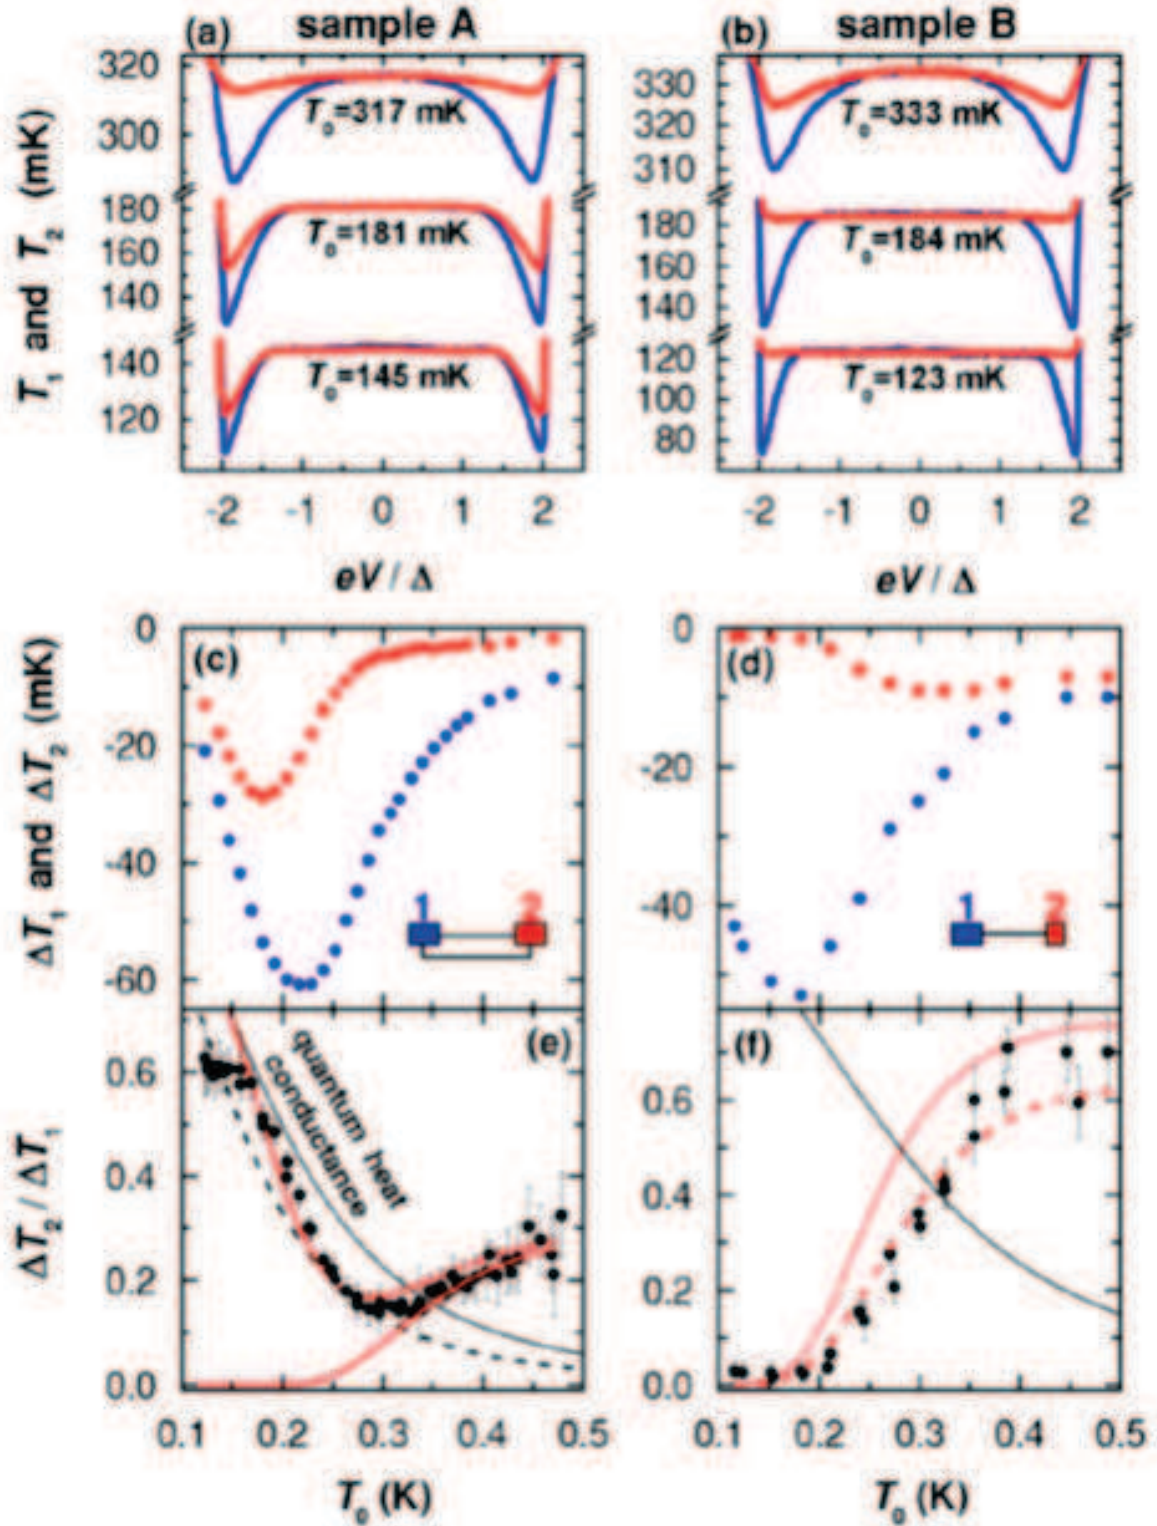 (a) sample A
(b) sample B
T1 and T2 (mK)
320
300
180
160
140
140
120
T0=317 mK
T0=181 mK
T0=145 mK
-2 -1 0 1 2
eV / Δ
330
320
310
180
160
140
120
100
80
T0=333 mK
T0=184 mK
T0=123 mK
-2 -1 0 1 2
eV / Δ
ΔT1 and ΔT2 (mK)
0
-20
-40
-60
(c)
1 2
0
-20
-40
(d)
1 2
ΔT2 / ΔT1
0.6
0.4
0.2
0.0
(e)
quantum heat
conductance
0.1 0.2 0.3 0.4 0.5
T0 (K)
0.6
0.4
0.2
0.0
(f)
0.1 0.2 0.3 0.4 0.5
T0 (K)